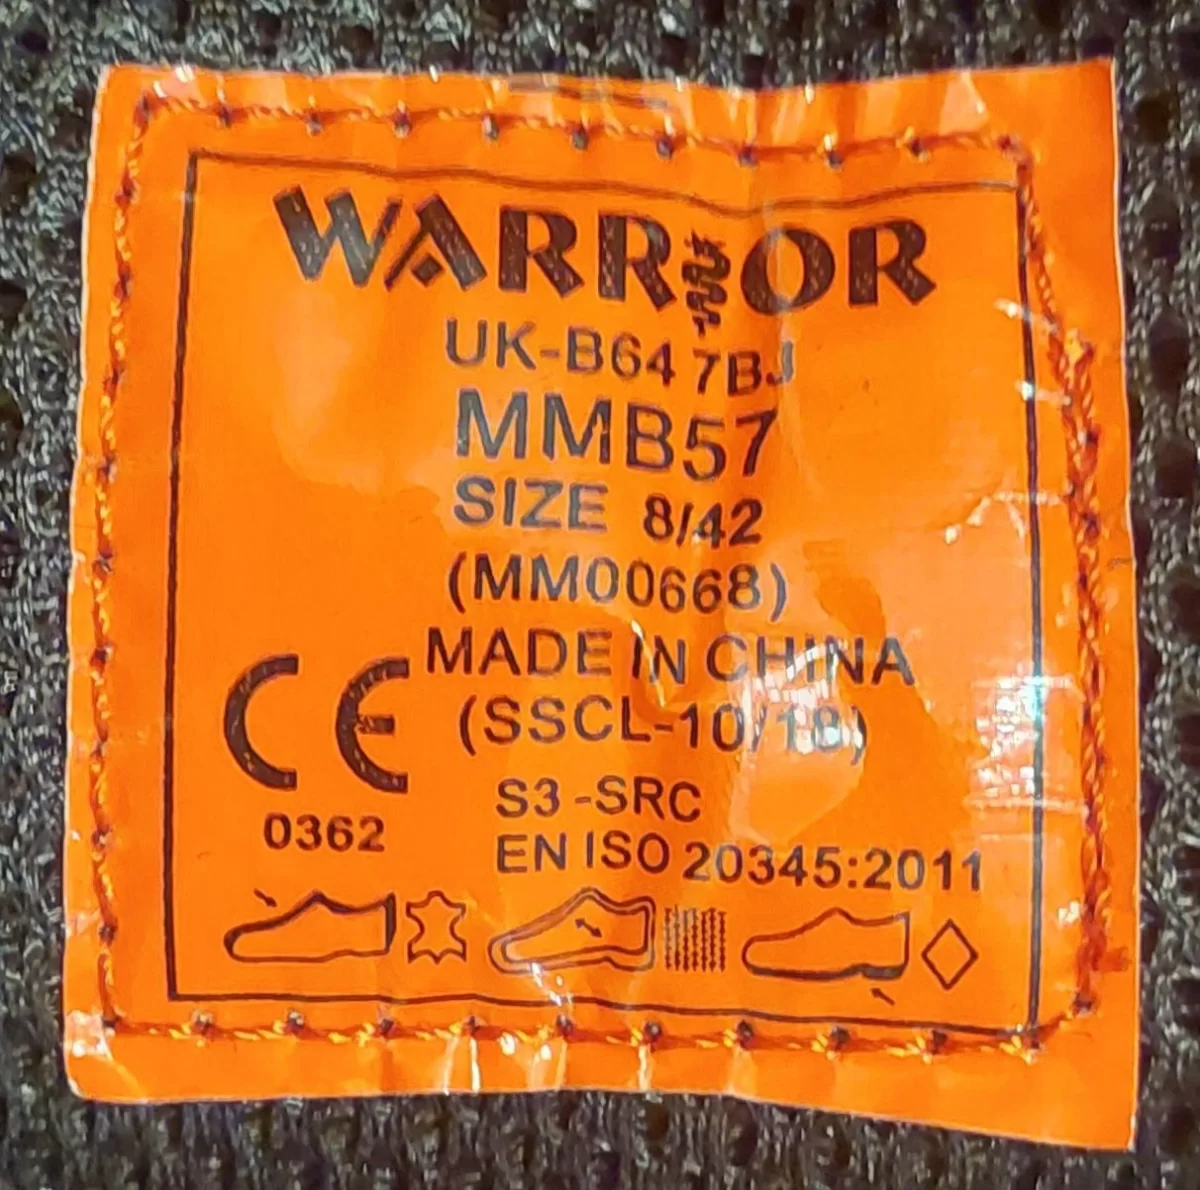 WARRIOR
UK-B64 7BJ
MMB57
SIZE 8/42
(MM00668)
MADE IN CHINA
(SSCL-10/18)
CE
0362
S3-SRC
EN ISO 20345:2011